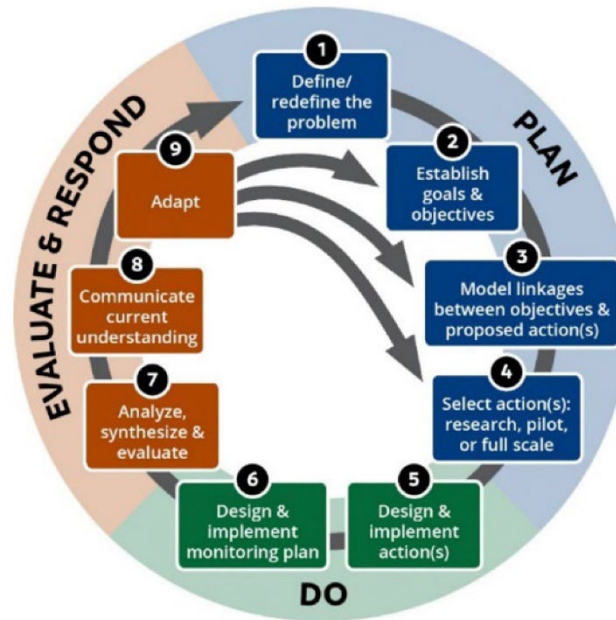 PLAN
1
Define/
redefine the
problem
2
Establish
goals &
objectives
3
Model linkages
between objectives &
proposed action(s)
4
Select action(s):
research, pilot,
or full scale
DO
5
Design &
implement
action(s)
6
Design &
implement
monitoring plan
EVALUATE & RESPOND
7
Analyze,
synthesize &
evaluate
8
Communicate
current
understanding
9
Adapt